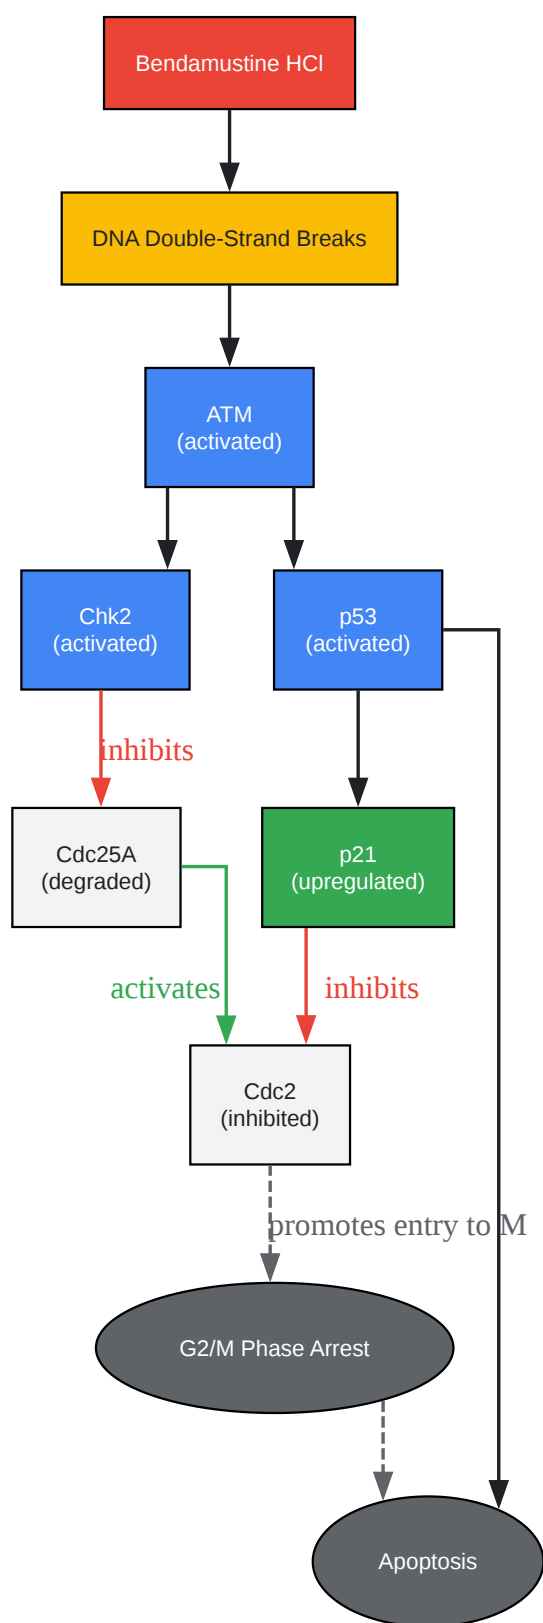 Bendamustine HCl
DNA Double-Strand Breaks
ATM
(activated)
Chk2
(activated)
p53
(activated)
inhibits
Cdc25A
(degraded)
p21
(upregulated)
activates
inhibits
Cdc2
(inhibited)
promotes entry to M
G2/M Phase Arrest
Apoptosis